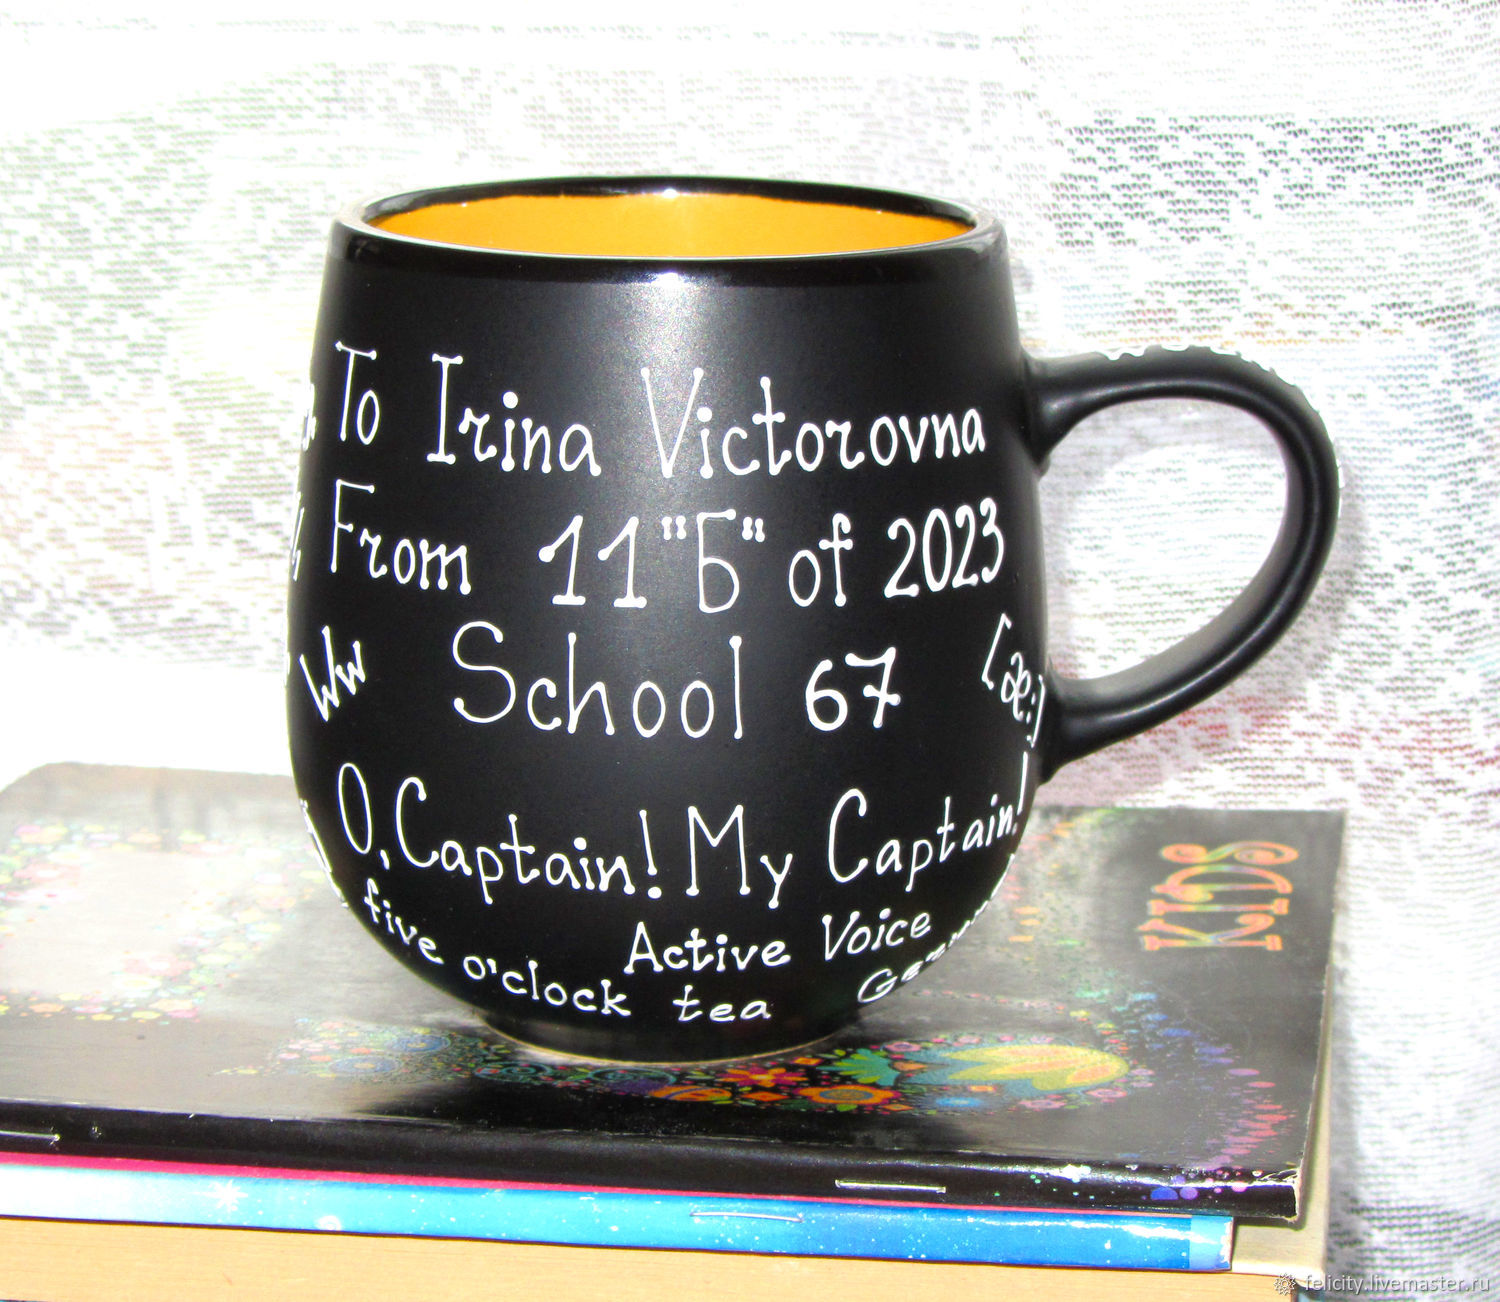 To Irina Victorovna
From 11"Б" of 2023
School 67
Ww
[æ:]
O, Captain! My Captain!
Active Voice
five o'clock tea
KIDS
felicity.livemaster.ru